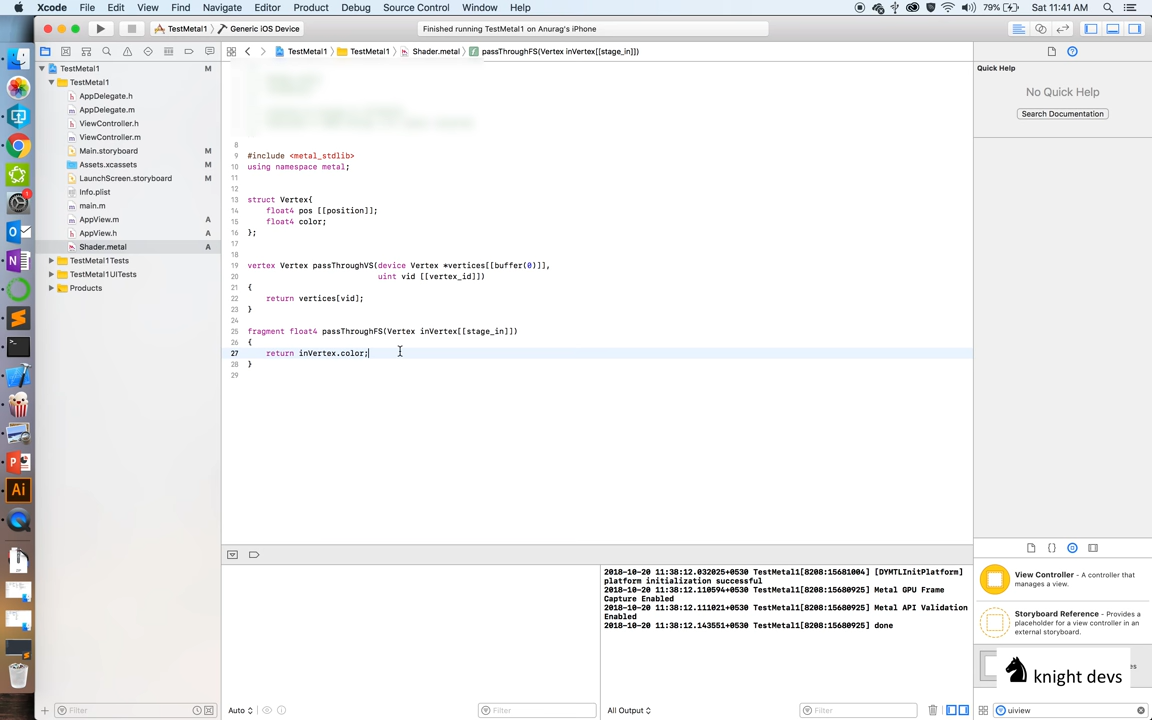 Xcode File Edit View Find Navigate Editor Product Debug Source Control Window Help
79% Sat 11:41 AM
TestMetal1 Generic iOS Device
Finished running TestMetal1 on Anurag's iPhone
TestMetal1 TestMetal1 Shader.metal passThroughFS(Vertex inVertex[[stage_in]])
TestMetal1 M
TestMetal1
AppDelegate.h
AppDelegate.m
ViewController.h
ViewController.m
Main.storyboard M
Assets.xcassets M
LaunchScreen.storyboard M
Info.plist
main.m
AppView.m A
AppView.h A
Shader.metal A
TestMetal1Tests
TestMetal1UITests
Products
8
9 #include <metal_stdlib>
10 using namespace metal;
11
12
13 struct Vertex{
14 float4 pos [[position]];
15 float4 color;
16 };
17
18
19 vertex Vertex passThroughVS(device Vertex *vertices[[buffer(0)]],
20 uint vid [[vertex_id]])
21 {
22 return vertices[vid];
23 }
24
25 fragment float4 passThroughFS(Vertex inVertex[[stage_in]])
26 {
27 return inVertex.color;
28 }
29
Quick Help
No Quick Help
Search Documentation
2018-10-20 11:38:12.032025+0530 TestMetal1[8208:15681004] [DYMTLInitPlatform]
platform initialization successful
2018-10-20 11:38:12.110594+0530 TestMetal1[8208:15680925] Metal GPU Frame
Capture Enabled
2018-10-20 11:38:12.111021+0530 TestMetal1[8208:15680925] Metal API Validation
Enabled
2018-10-20 11:38:12.143551+0530 TestMetal1[8208:15680925] done
View Controller - A controller that
manages a view.
Storyboard Reference - Provides a
placeholder for a view controller in an
external storyboard.
knight devs
Filter
Auto
Filter
All Output
Filter
uiview